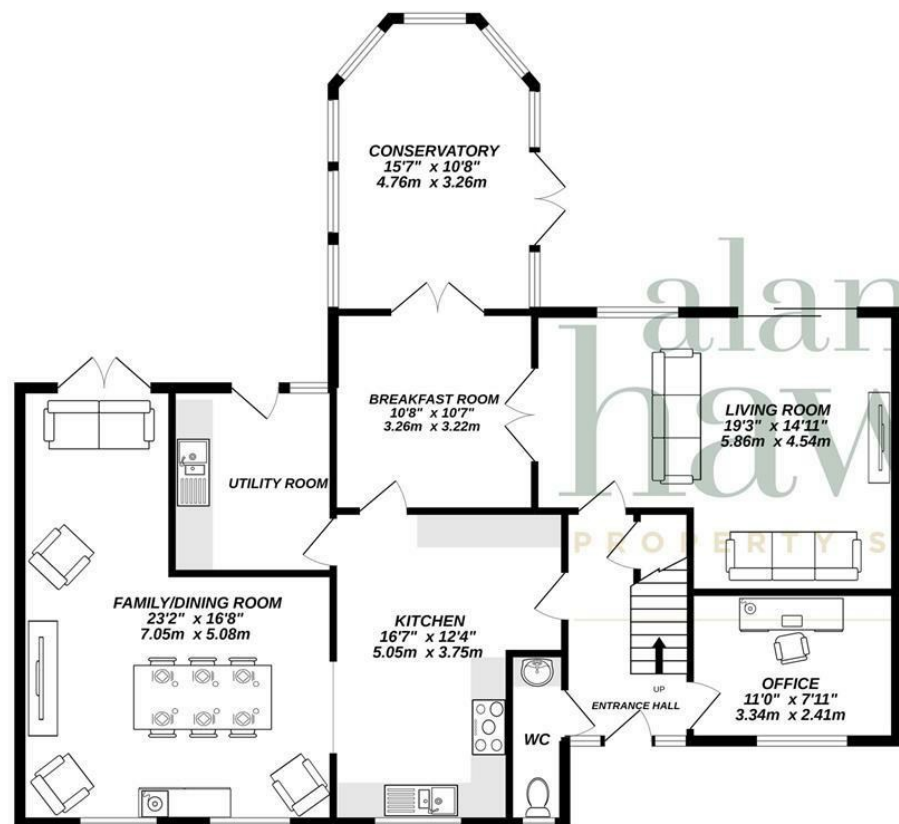 CONSERVATORY
15'7" x 10'8"
4.76m x 3.26m
alan
haw
PROPERTY S
BREAKFAST ROOM
10'8" x 10'7"
3.26m x 3.22m
LIVING ROOM
19'3" x 14'11"
5.86m x 4.54m
UTILITY ROOM
FAMILY/DINING ROOM
23'2" x 16'8"
7.05m x 5.08m
KITCHEN
16'7" x 12'4"
5.05m x 3.75m
OFFICE
11'0" x 7'11"
3.34m x 2.41m
UP
ENTRANCE HALL
WC